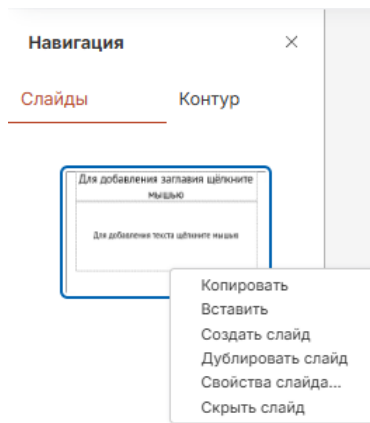 Навигация
Слайды
Контур
Для добавления заглавия щёлкните
мышью
Для добавления текста щёлкните мышью
Копировать
Вставить
Создать слайд
Дублировать слайд
Свойства слайда...
Скрыть слайд